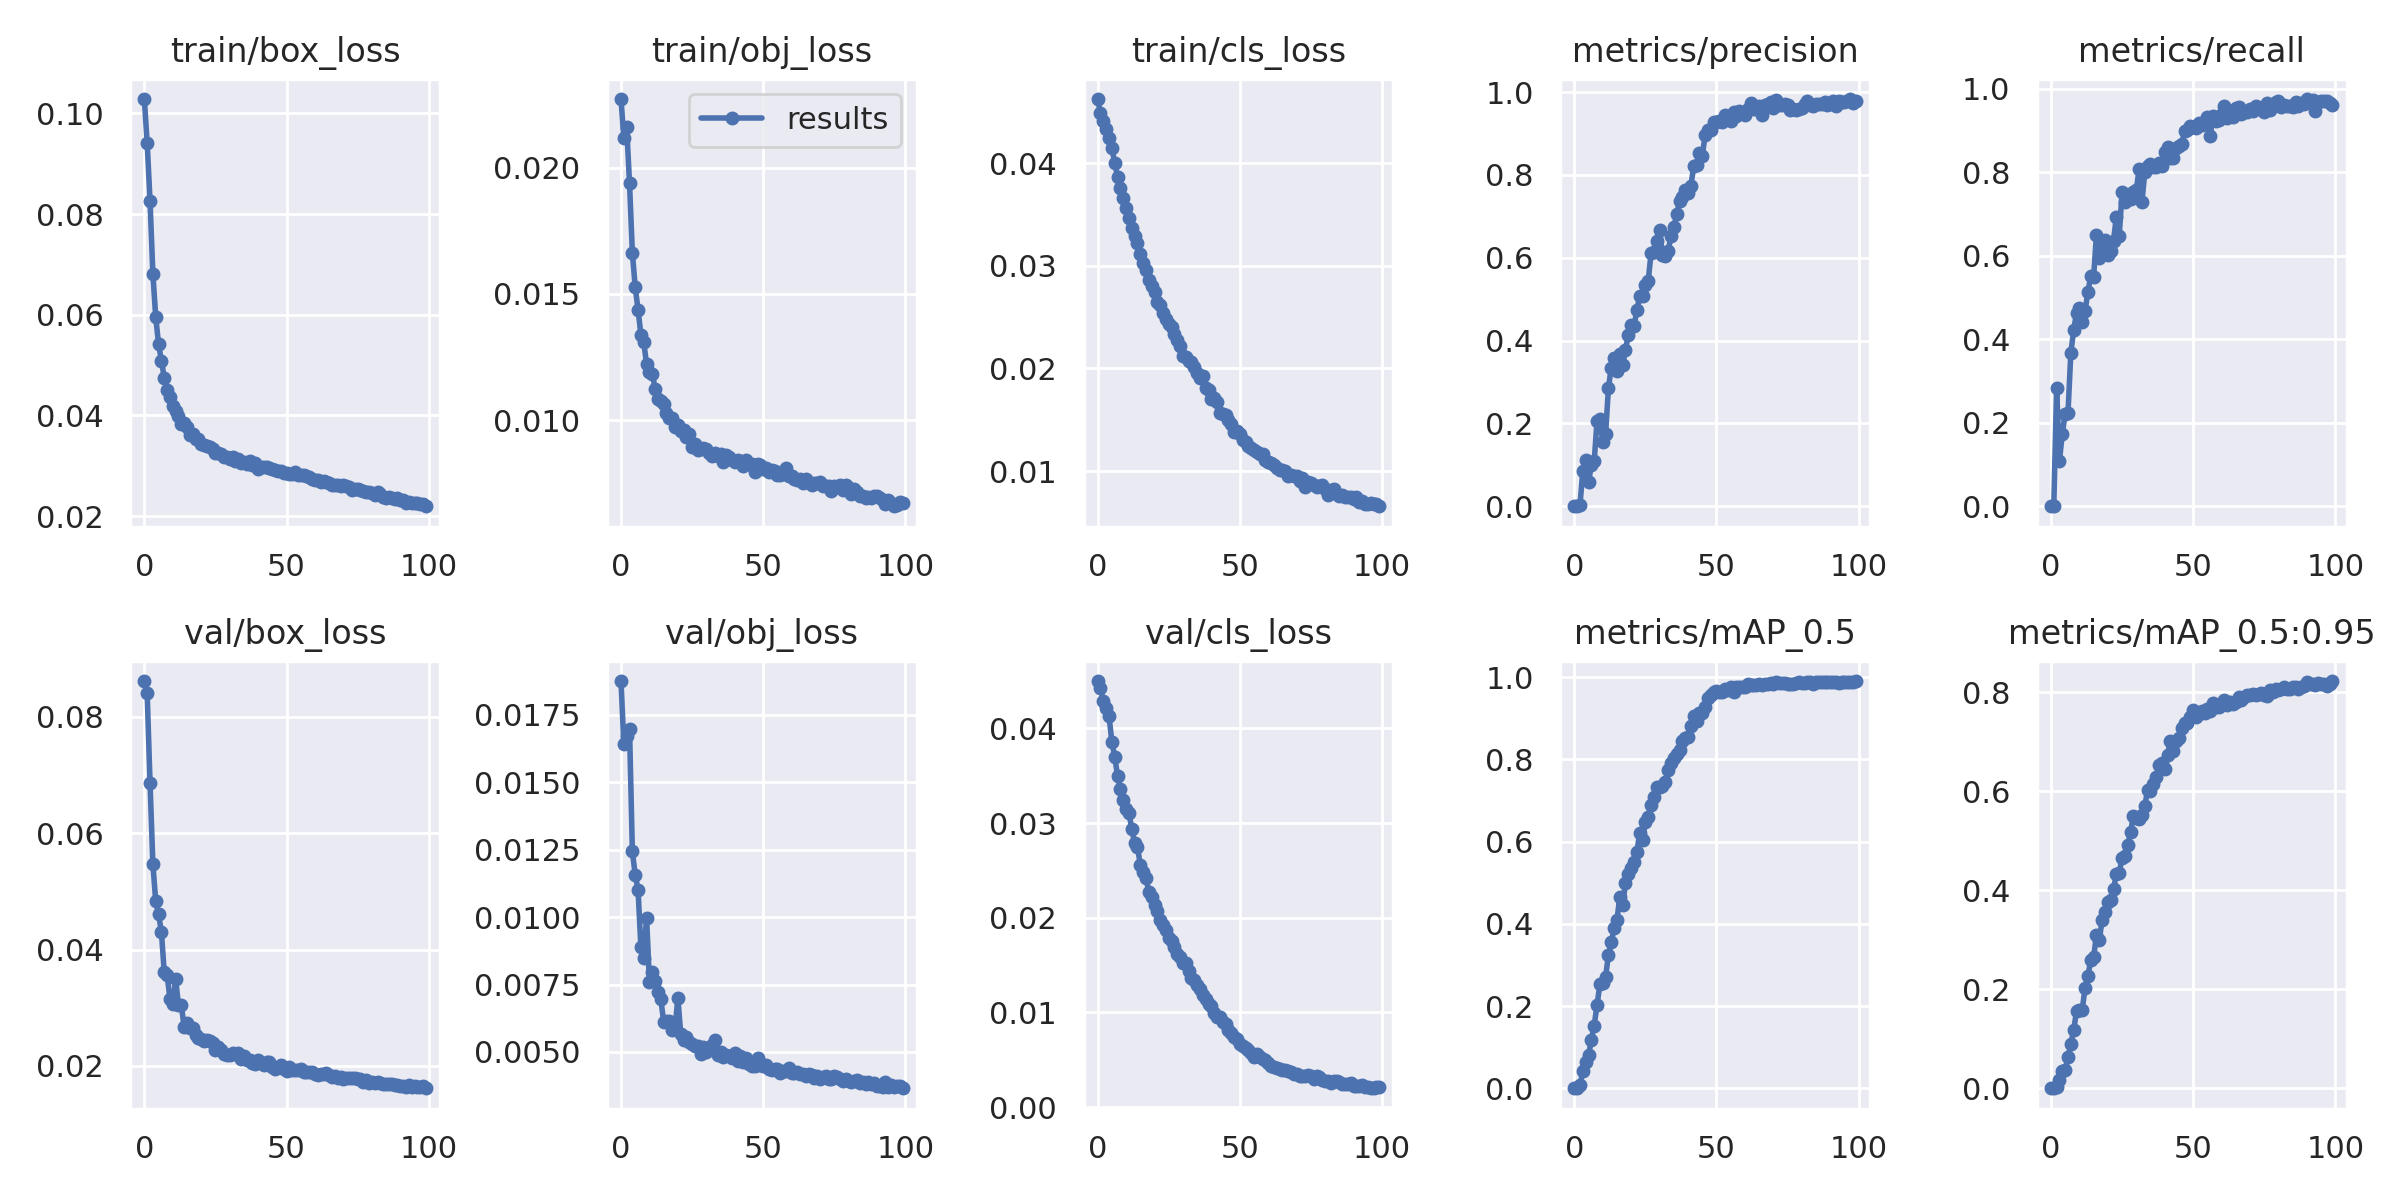 train/box_loss
0.10
0.08
0.06
0.04
0.02
0 50 100
train/obj_loss
results
0.020
0.015
0.010
0 50 100
train/cls_loss
0.04
0.03
0.02
0.01
0 50 100
metrics/precision
1.0
0.8
0.6
0.4
0.2
0.0
0 50 100
metrics/recall
1.0
0.8
0.6
0.4
0.2
0.0
0 50 100
val/box_loss
0.08
0.06
0.04
0.02
0 50 100
val/obj_loss
0.0175
0.0150
0.0125
0.0100
0.0075
0.0050
0 50 100
val/cls_loss
0.04
0.03
0.02
0.01
0.00
0 50 100
metrics/mAP_0.5
1.0
0.8
0.6
0.4
0.2
0.0
0 50 100
metrics/mAP_0.5:0.95
0.8
0.6
0.4
0.2
0.0
0 50 100